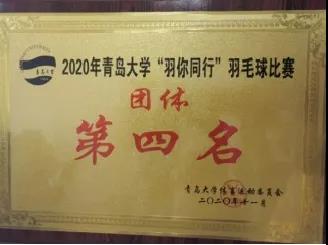 2020年青岛大学“羽你同行”羽毛球比赛
团体
第四名
青岛大学体育运动委员会
二〇二〇年十一月